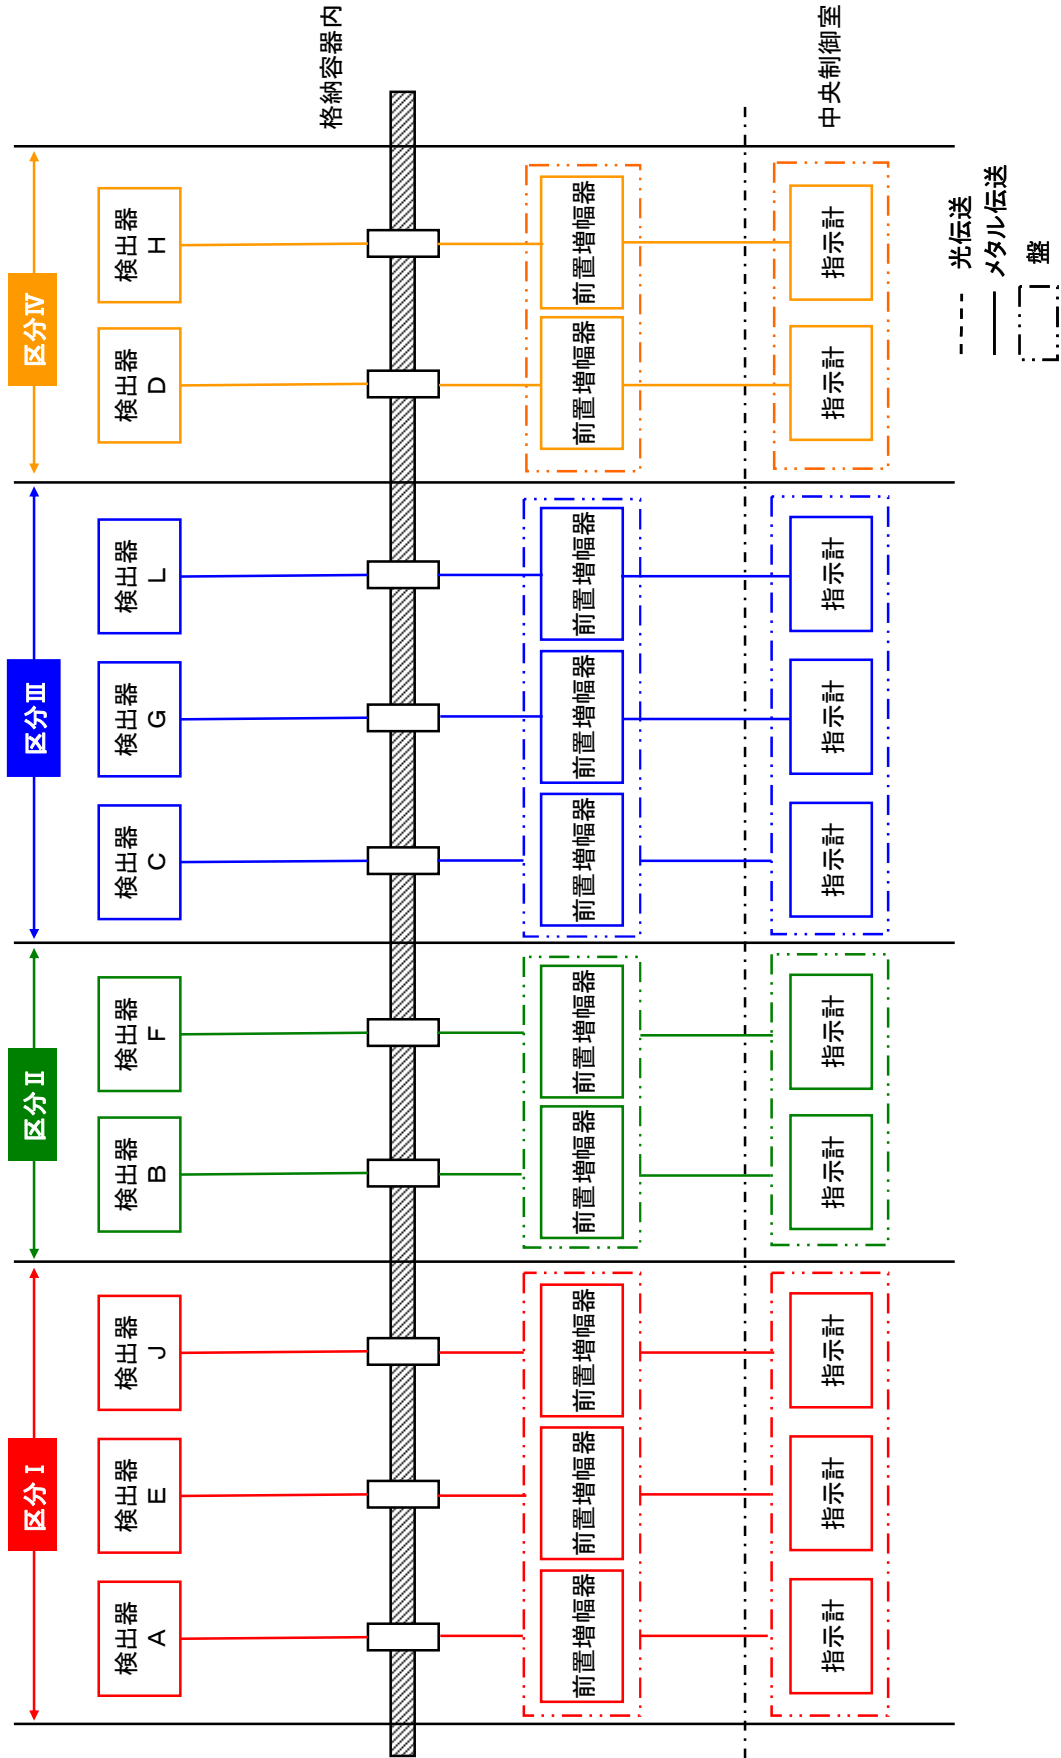 区分Ⅰ
区分Ⅱ
区分Ⅲ
区分Ⅳ
検出器
A
検出器
E
検出器
J
検出器
B
検出器
F
検出器
C
検出器
G
検出器
L
検出器
D
検出器
H
格納容器内
前置増幅器
前置増幅器
前置増幅器
前置増幅器
前置増幅器
前置増幅器
前置増幅器
前置増幅器
前置増幅器
前置増幅器
中央制御室
指示計
指示計
指示計
指示計
指示計
指示計
指示計
指示計
指示計
指示計
光伝送
メタル伝送
盤